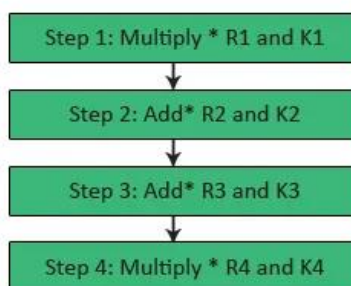 Step 1: Multiply * R1 and K1
Step 2: Add* R2 and K2
Step 3: Add* R3 and K3
Step 4: Multiply * R4 and K4